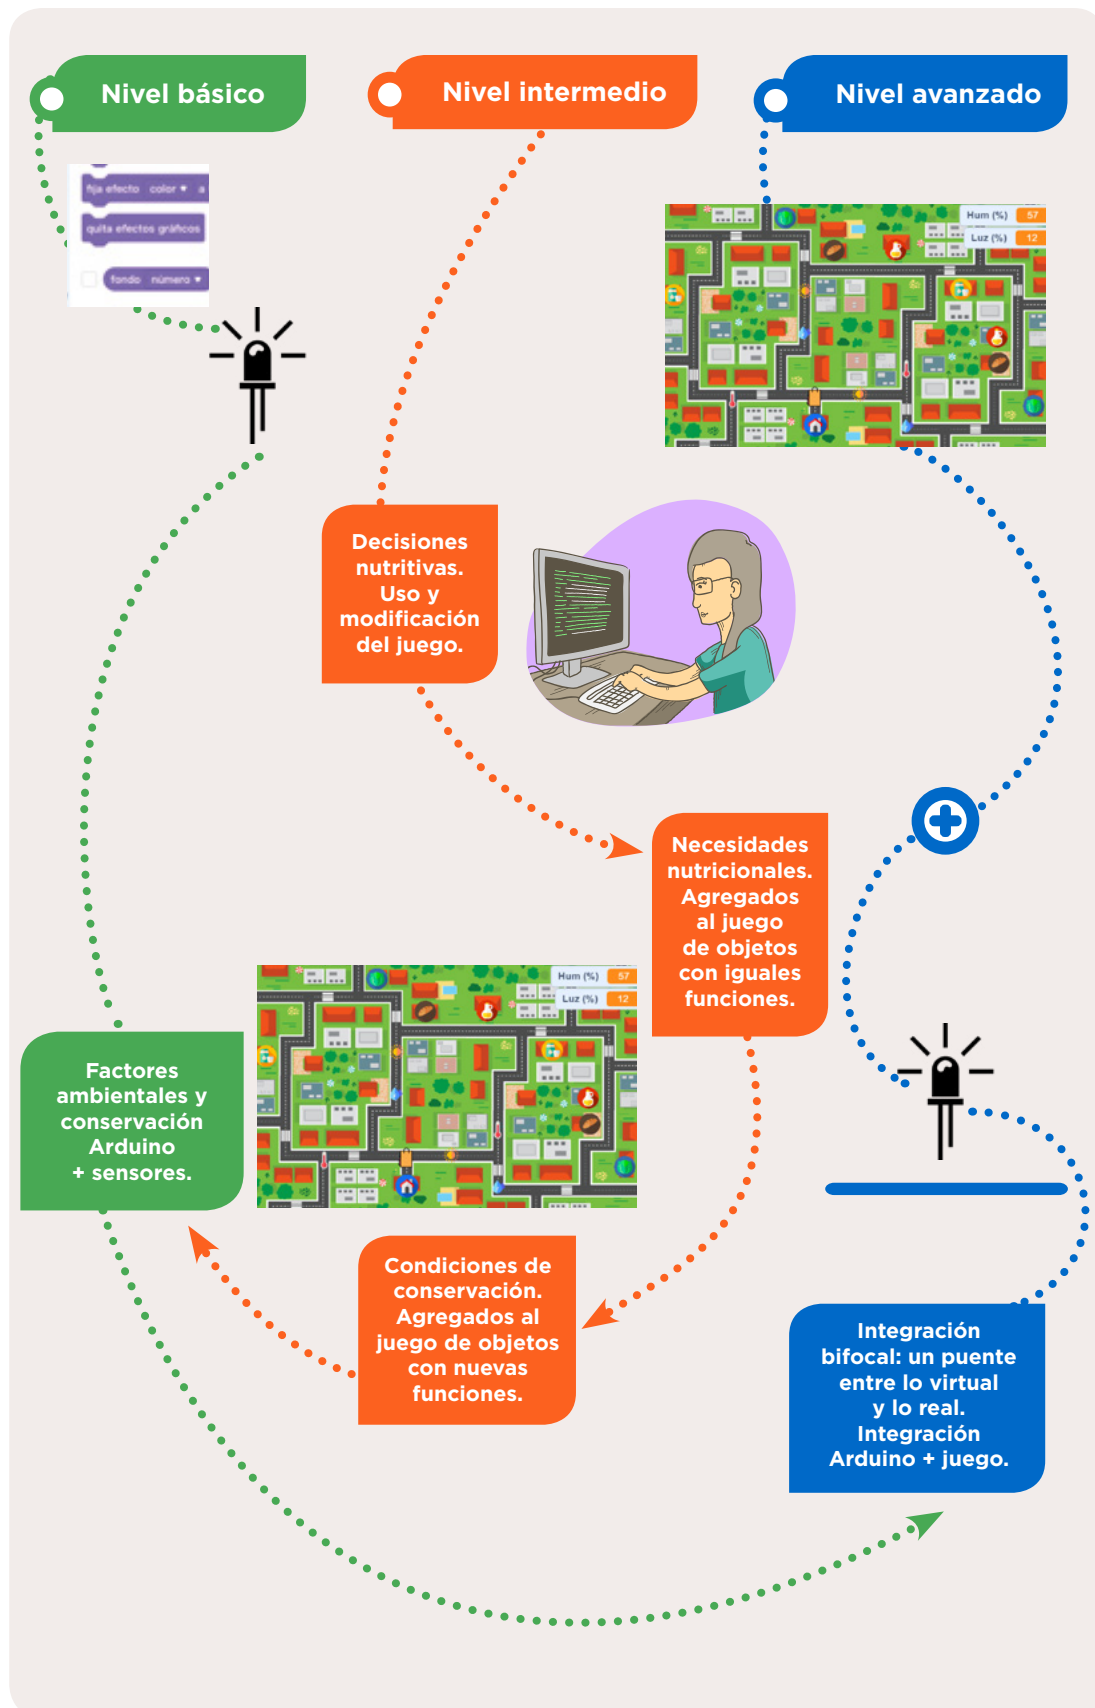 Nivel básico
Nivel intermedio
Nivel avanzado
fija efecto color a
quita efectos gráficos
fondo número
Hum (%) 57
Luz (%) 12
Decisiones
nutritivas.
Uso y
modificación
del juego.
Necesidades
nutricionales.
Agregados
al juego
de objetos
con iguales
funciones.
Hum (%) 57
Luz (%) 12
Factores
ambientales y
conservación
Arduino
+ sensores.
Condiciones de
conservación.
Agregados al
juego de objetos
con nuevas
funciones.
Integración
bifocal: un puente
entre lo virtual
y lo real.
Integración
Arduino + juego.